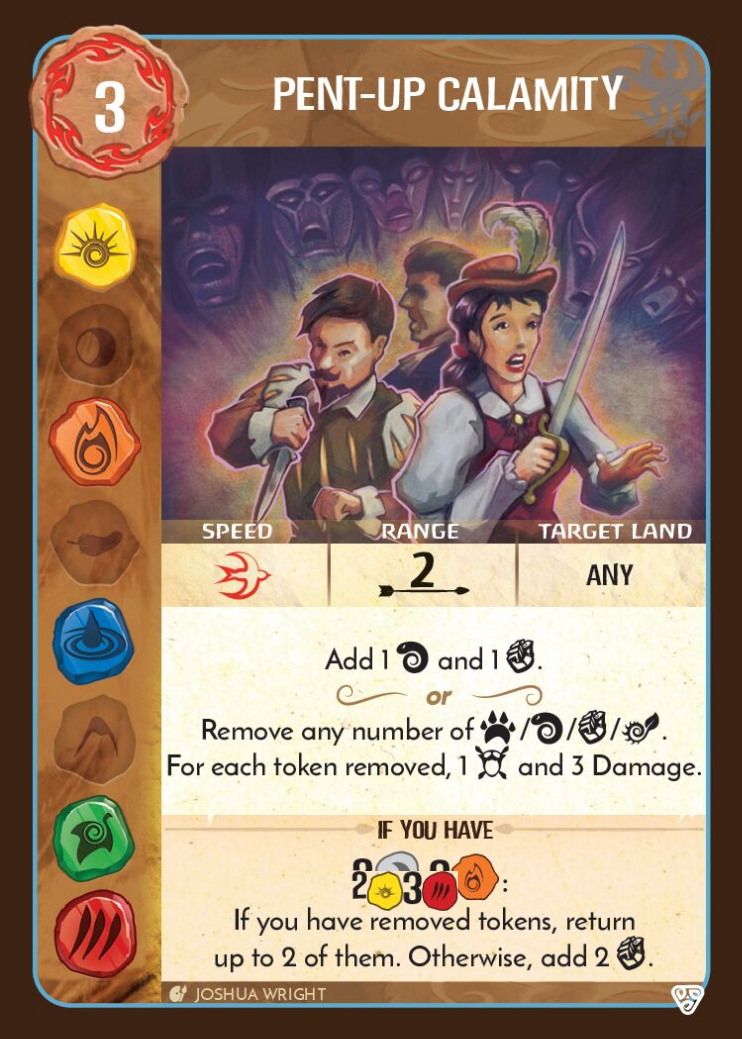 3
PENT-UP CALAMITY
SPEED RANGE TARGET LAND
2 ANY
Add 1 and 1 .
or
Remove any number of / / / .
For each token removed, 1 and 3 Damage.
IF YOU HAVE
2 3 :
If you have removed tokens, return
up to 2 of them. Otherwise, add 2 .
JOSHUA WRIGHT